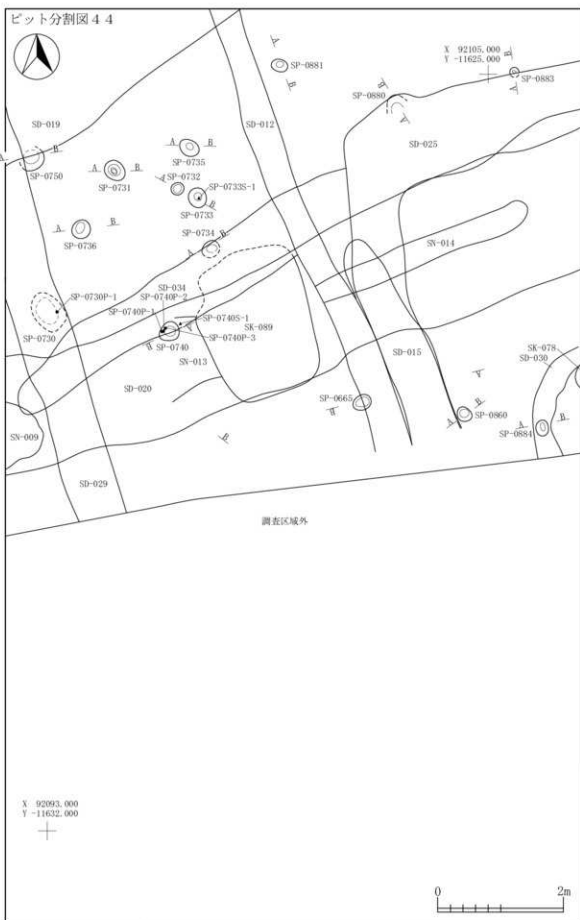 ピット分割図４４
A
SP-0881
B
X 92105.000
Y -11625.000
B
SP-0883
A
B
SP-0880
A
SD-019
SD-012
SD-025
A B
SP-0750
A B
SP-0731
A B
SP-0735
SP-0732
A
SP-0733S-1
B
SP-0733
A B
SP-0736
SP-0734
B
A
SN-014
SD-034
SP-0730P-1
SP-0740P-2
SP-0740P-1
SP-0740S-1
A
SK-089
SP-0730
B
SP-0740
SP-0740P-3
SN-013
SD-015
SK-078
SD-030
SD-020
A
SP-0665
B
B
SP-0860
A
A B
SP-0884
SN-009
B
SD-029
調査区域外
X 92093.000
Y -11632.000
0 2m